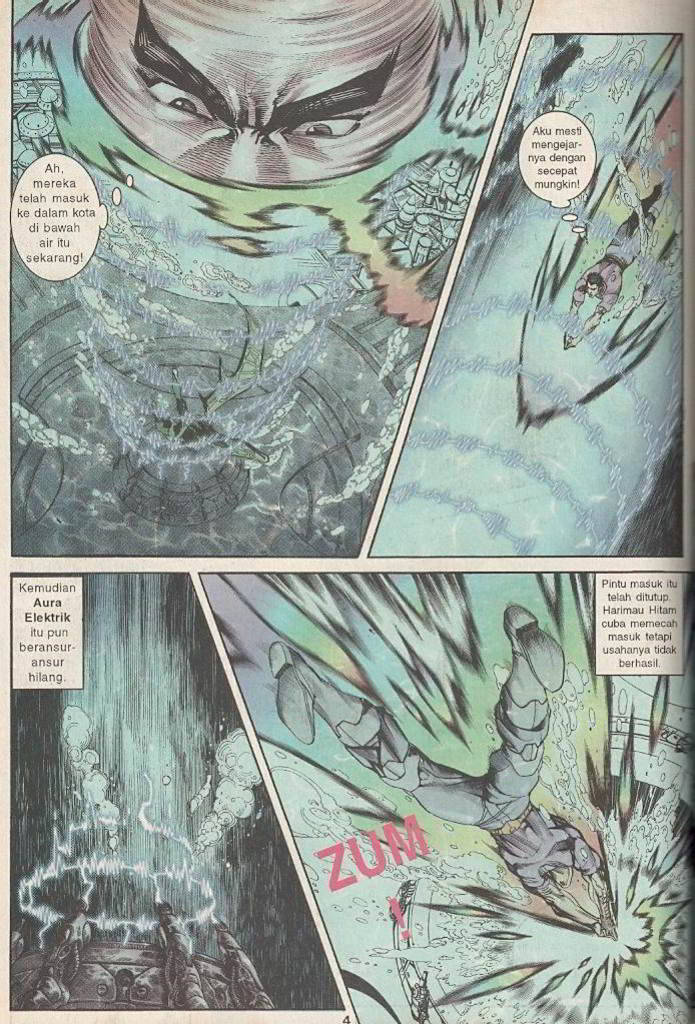 Ah,
mereka
telah masuk
ke dalam kota
di bawah
air itu
sekarang!
Aku mesti
mengejar-
nya dengan
secepat
mungkin!
Kemudian
Aura
Elektrik
itu pun
beransur-
ansur
hilang.
Pintu masuk itu
telah ditutup.
Harimau Hitam
cuba memecah
masuk tetapi
usahanya tidak
berhasil.
ZUM
!
4